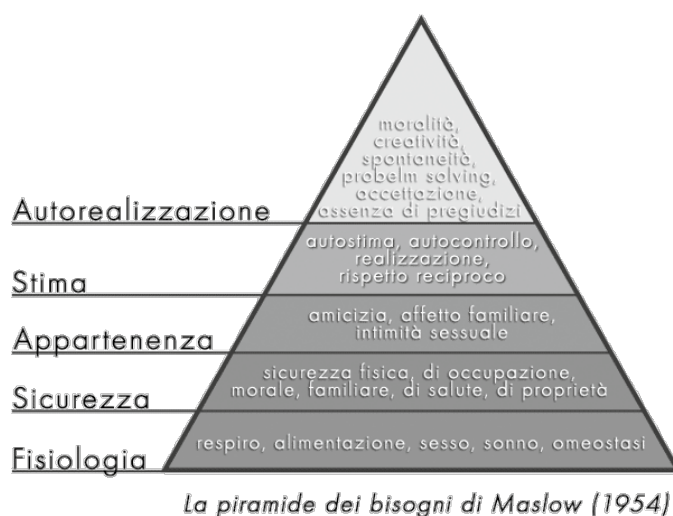 moralità,
creatività,
spontaneità,
probelm solving,
accettazione,
assenza di pregiudizi
Autorealizzazione
autostima, autocontrollo,
realizzazione,
rispetto reciproco
Stima
amicizia, affetto familiare,
intimità sessuale
Appartenenza
sicurezza fisica, di occupazione,
morale, familiare, di salute, di proprietà
Sicurezza
respiro, alimentazione, sesso, sonno, omeostasi
Fisiologia
La piramide dei bisogni di Maslow (1954)